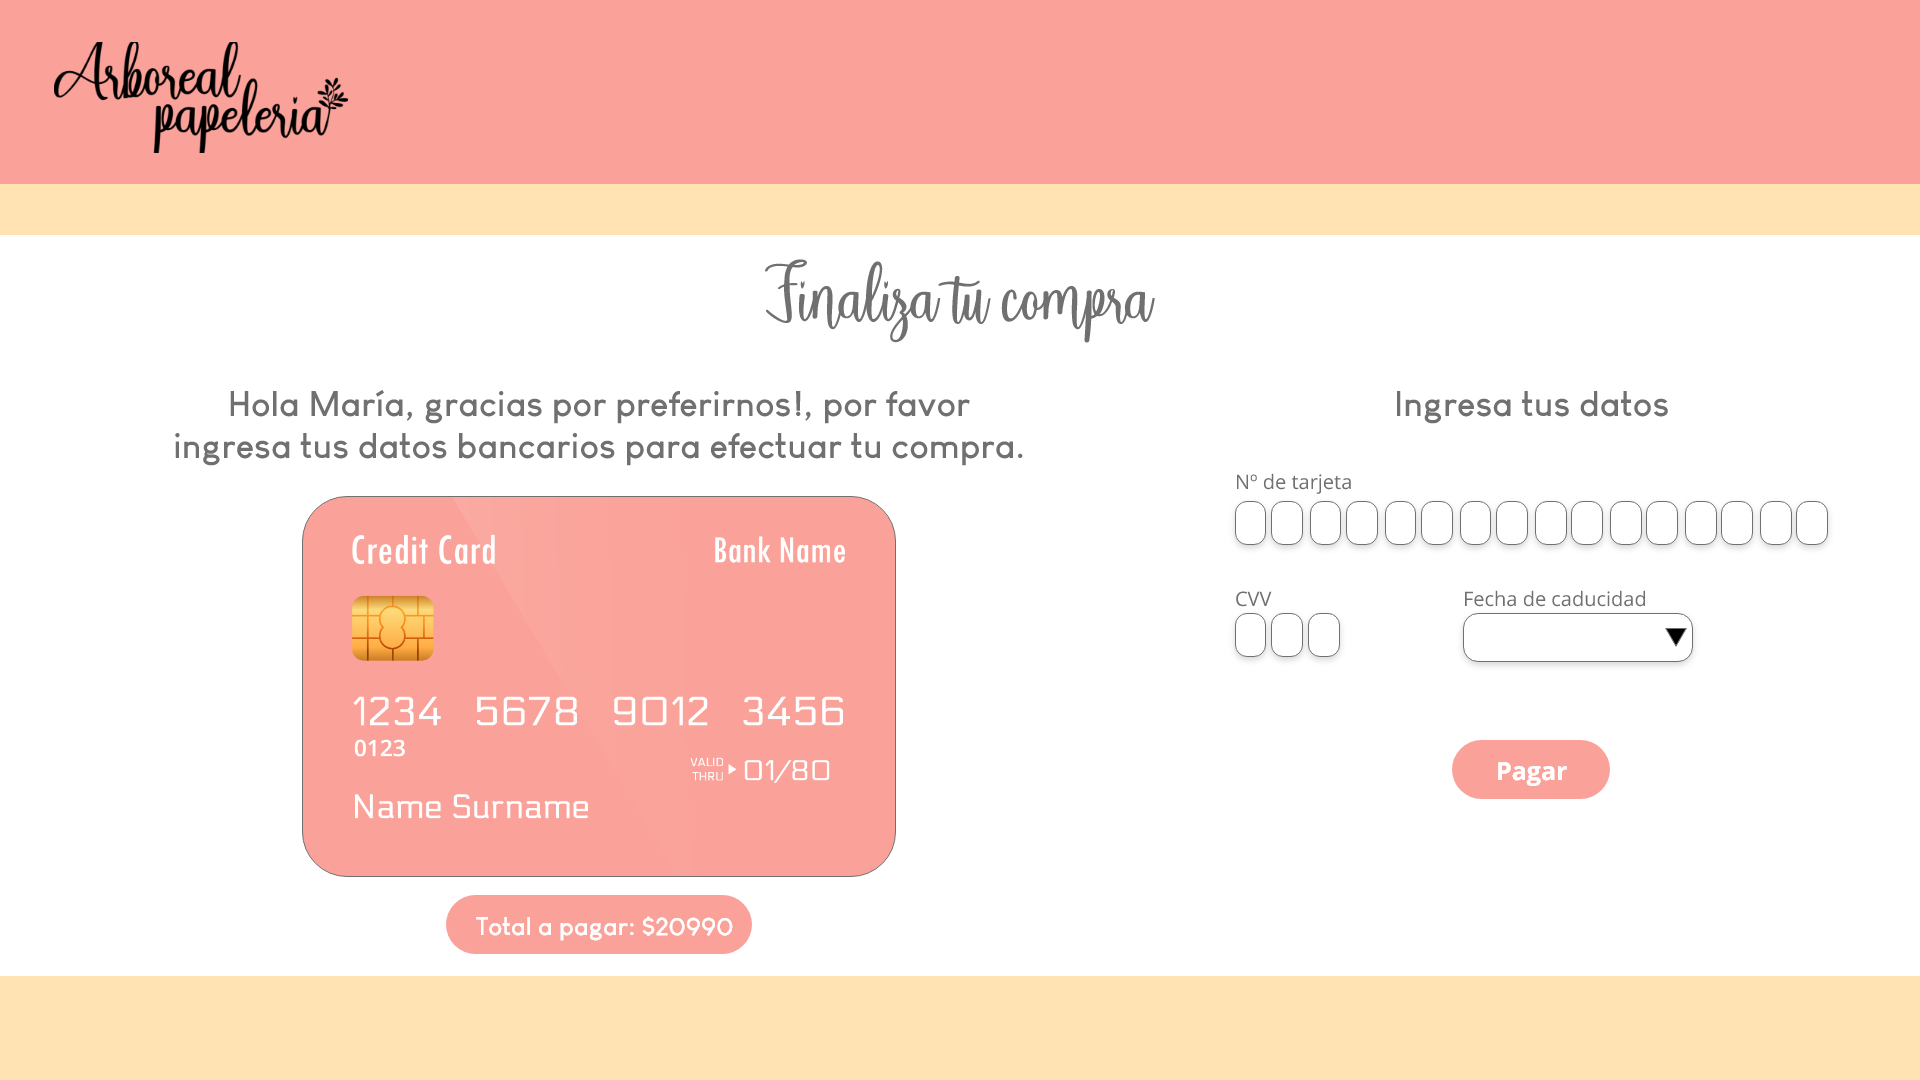 Arboreal
papeleria
Finaliza tu compra
Hola María, gracias por preferirnos!, por favor
ingresa tus datos bancarios para efectuar tu compra.
Credit Card
Bank Name
1234 5678 9012 3456
0123
VALID
THRU
01/80
Name Surname
Total a pagar: $20990
Ingresa tus datos
Nº de tarjeta
CVV
Fecha de caducidad
Pagar